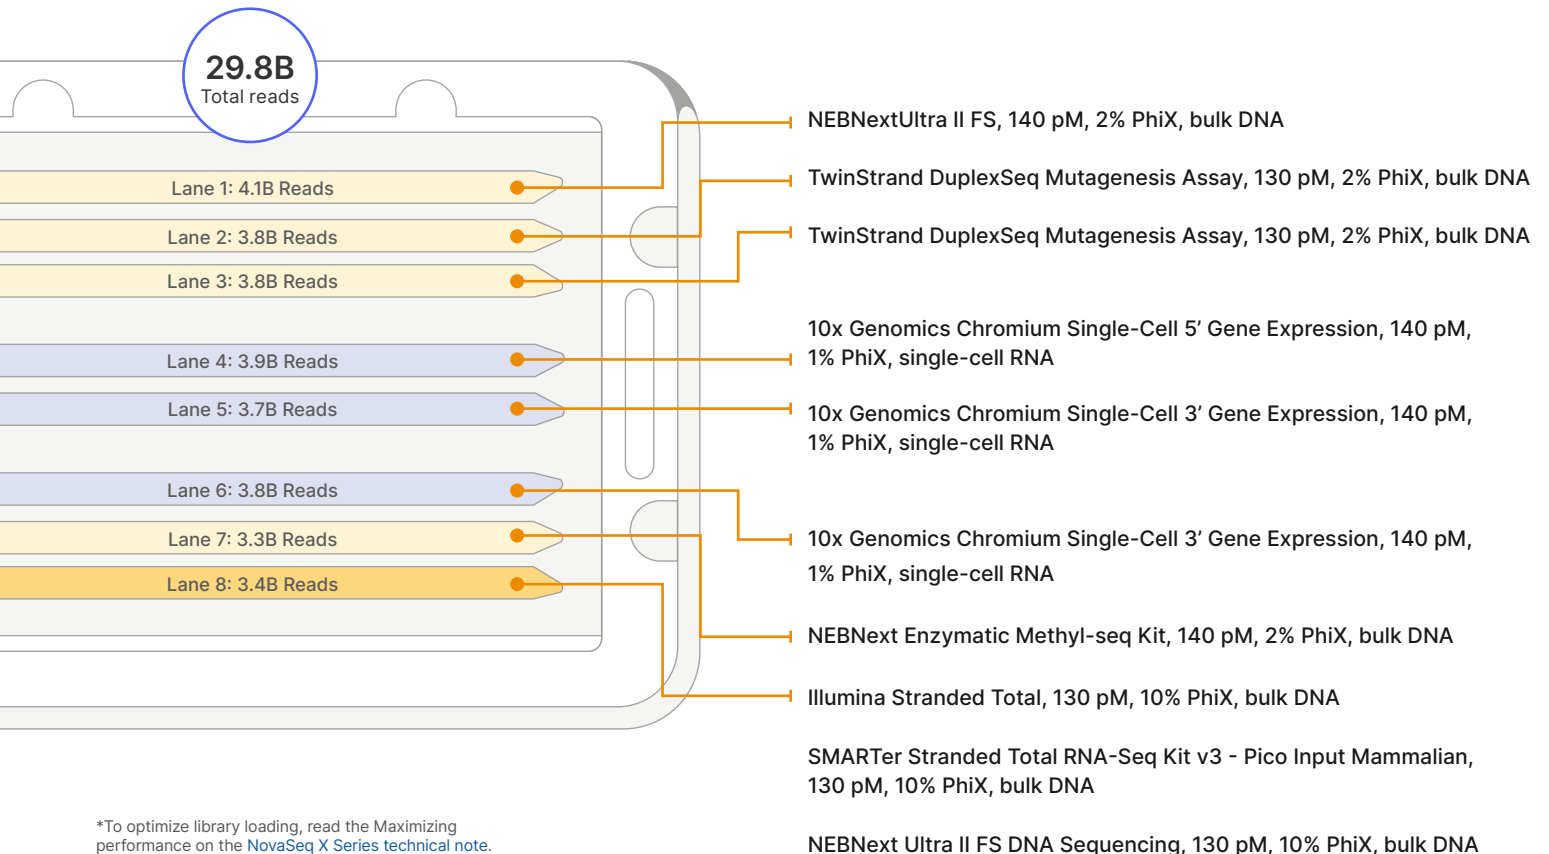 29.8B
Total reads
Lane 1: 4.1B Reads
Lane 2: 3.8B Reads
Lane 3: 3.8B Reads
Lane 4: 3.9B Reads
Lane 5: 3.7B Reads
Lane 6: 3.8B Reads
Lane 7: 3.3B Reads
Lane 8: 3.4B Reads
NEBNextUltra II FS, 140 pM, 2% PhiX, bulk DNA
TwinStrand DuplexSeq Mutagenesis Assay, 130 pM, 2% PhiX, bulk DNA
TwinStrand DuplexSeq Mutagenesis Assay, 130 pM, 2% PhiX, bulk DNA
10x Genomics Chromium Single-Cell 5’ Gene Expression, 140 pM,
1% PhiX, single-cell RNA
10x Genomics Chromium Single-Cell 3’ Gene Expression, 140 pM,
1% PhiX, single-cell RNA
10x Genomics Chromium Single-Cell 3’ Gene Expression, 140 pM,
1% PhiX, single-cell RNA
NEBNext Enzymatic Methyl-seq Kit, 140 pM, 2% PhiX, bulk DNA
Illumina Stranded Total, 130 pM, 10% PhiX, bulk DNA
SMARTer Stranded Total RNA-Seq Kit v3 - Pico Input Mammalian,
130 pM, 10% PhiX, bulk DNA
NEBNext Ultra II FS DNA Sequencing, 130 pM, 10% PhiX, bulk DNA
*To optimize library loading, read the Maximizing
performance on the NovaSeq X Series technical note.